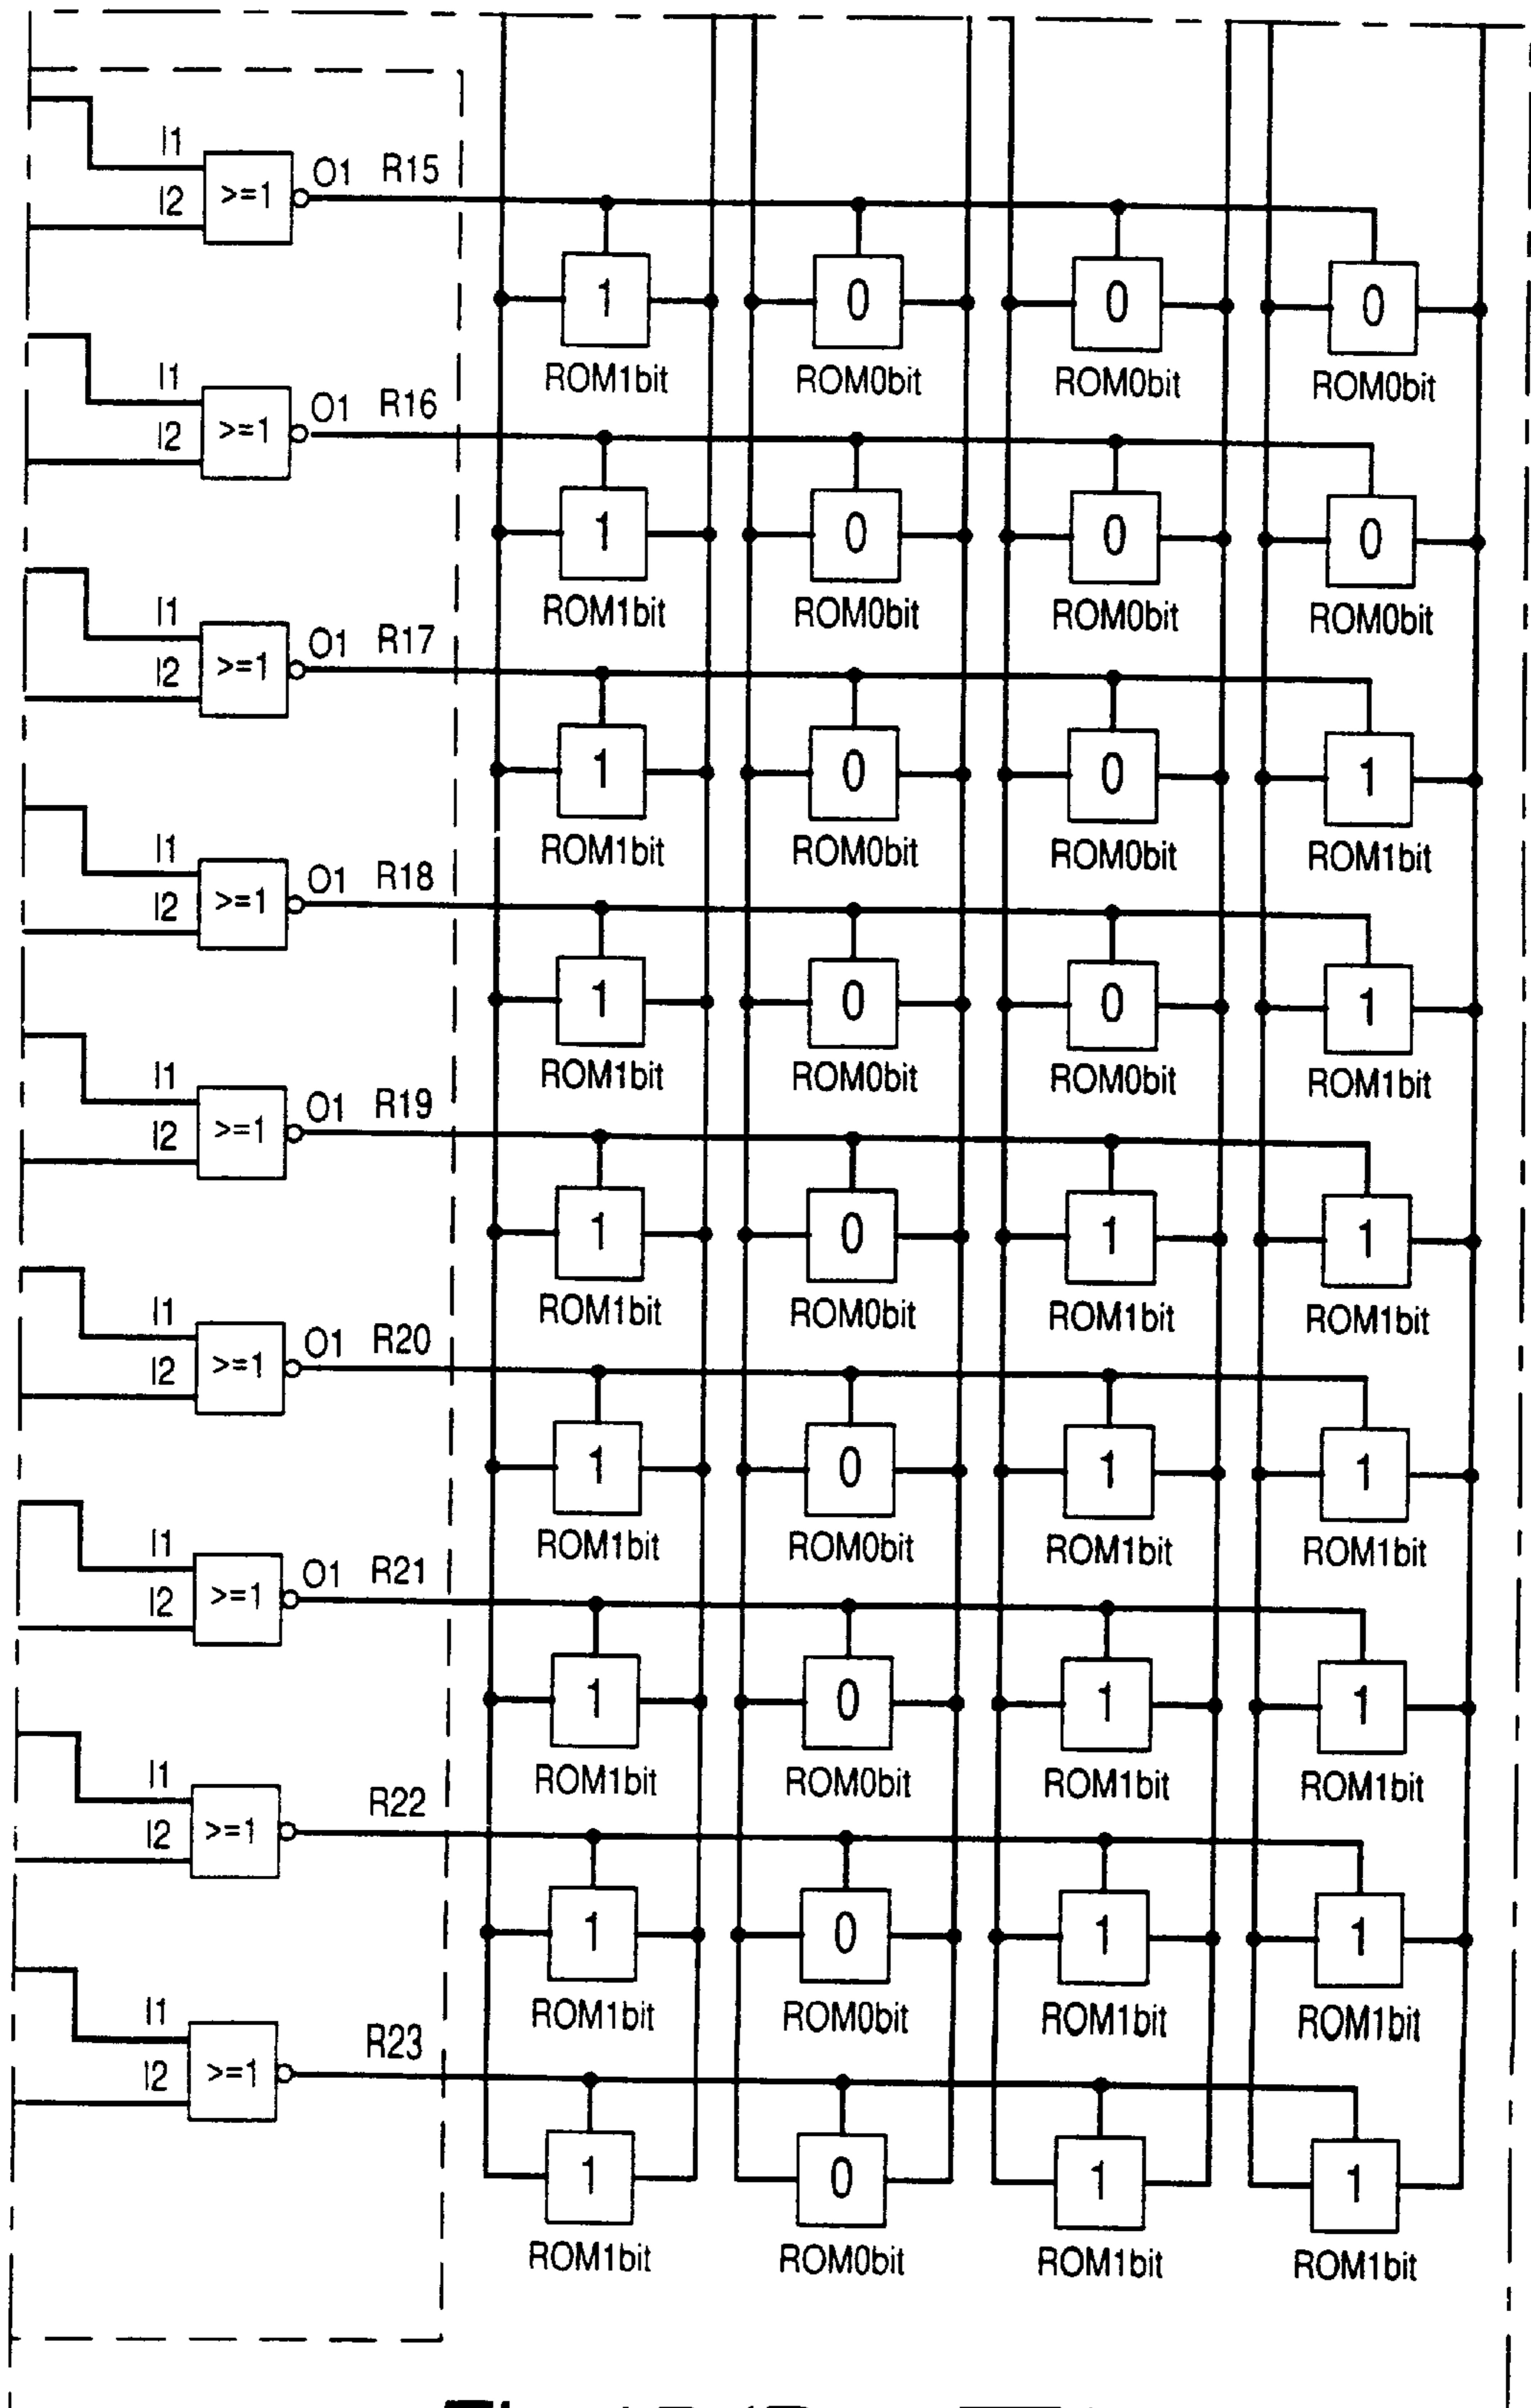 I1
O1 R15
I2 >=1
1 0 0 0
ROM1bit ROM0bit ROM0bit ROM0bit
I1
O1 R16
I2 >=1
1 0 0 0
ROM1bit ROM0bit ROM0bit ROM0bit
I1
O1 R17
I2 >=1
1 0 0 1
ROM1bit ROM0bit ROM0bit ROM1bit
I1
O1 R18
I2 >=1
1 0 0 1
ROM1bit ROM0bit ROM0bit ROM1bit
I1
O1 R19
I2 >=1
1 0 1 1
ROM1bit ROM0bit ROM1bit ROM1bit
I1
O1 R20
I2 >=1
1 0 1 1
ROM1bit ROM0bit ROM1bit ROM1bit
I1
O1 R21
I2 >=1
1 0 1 1
ROM1bit ROM0bit ROM1bit ROM1bit
I1
R22
I2 >=1
1 0 1 1
ROM1bit ROM0bit ROM1bit ROM1bit
I1
R23
I2 >=1
1 0 1 1
ROM1bit ROM0bit ROM1bit ROM1bit